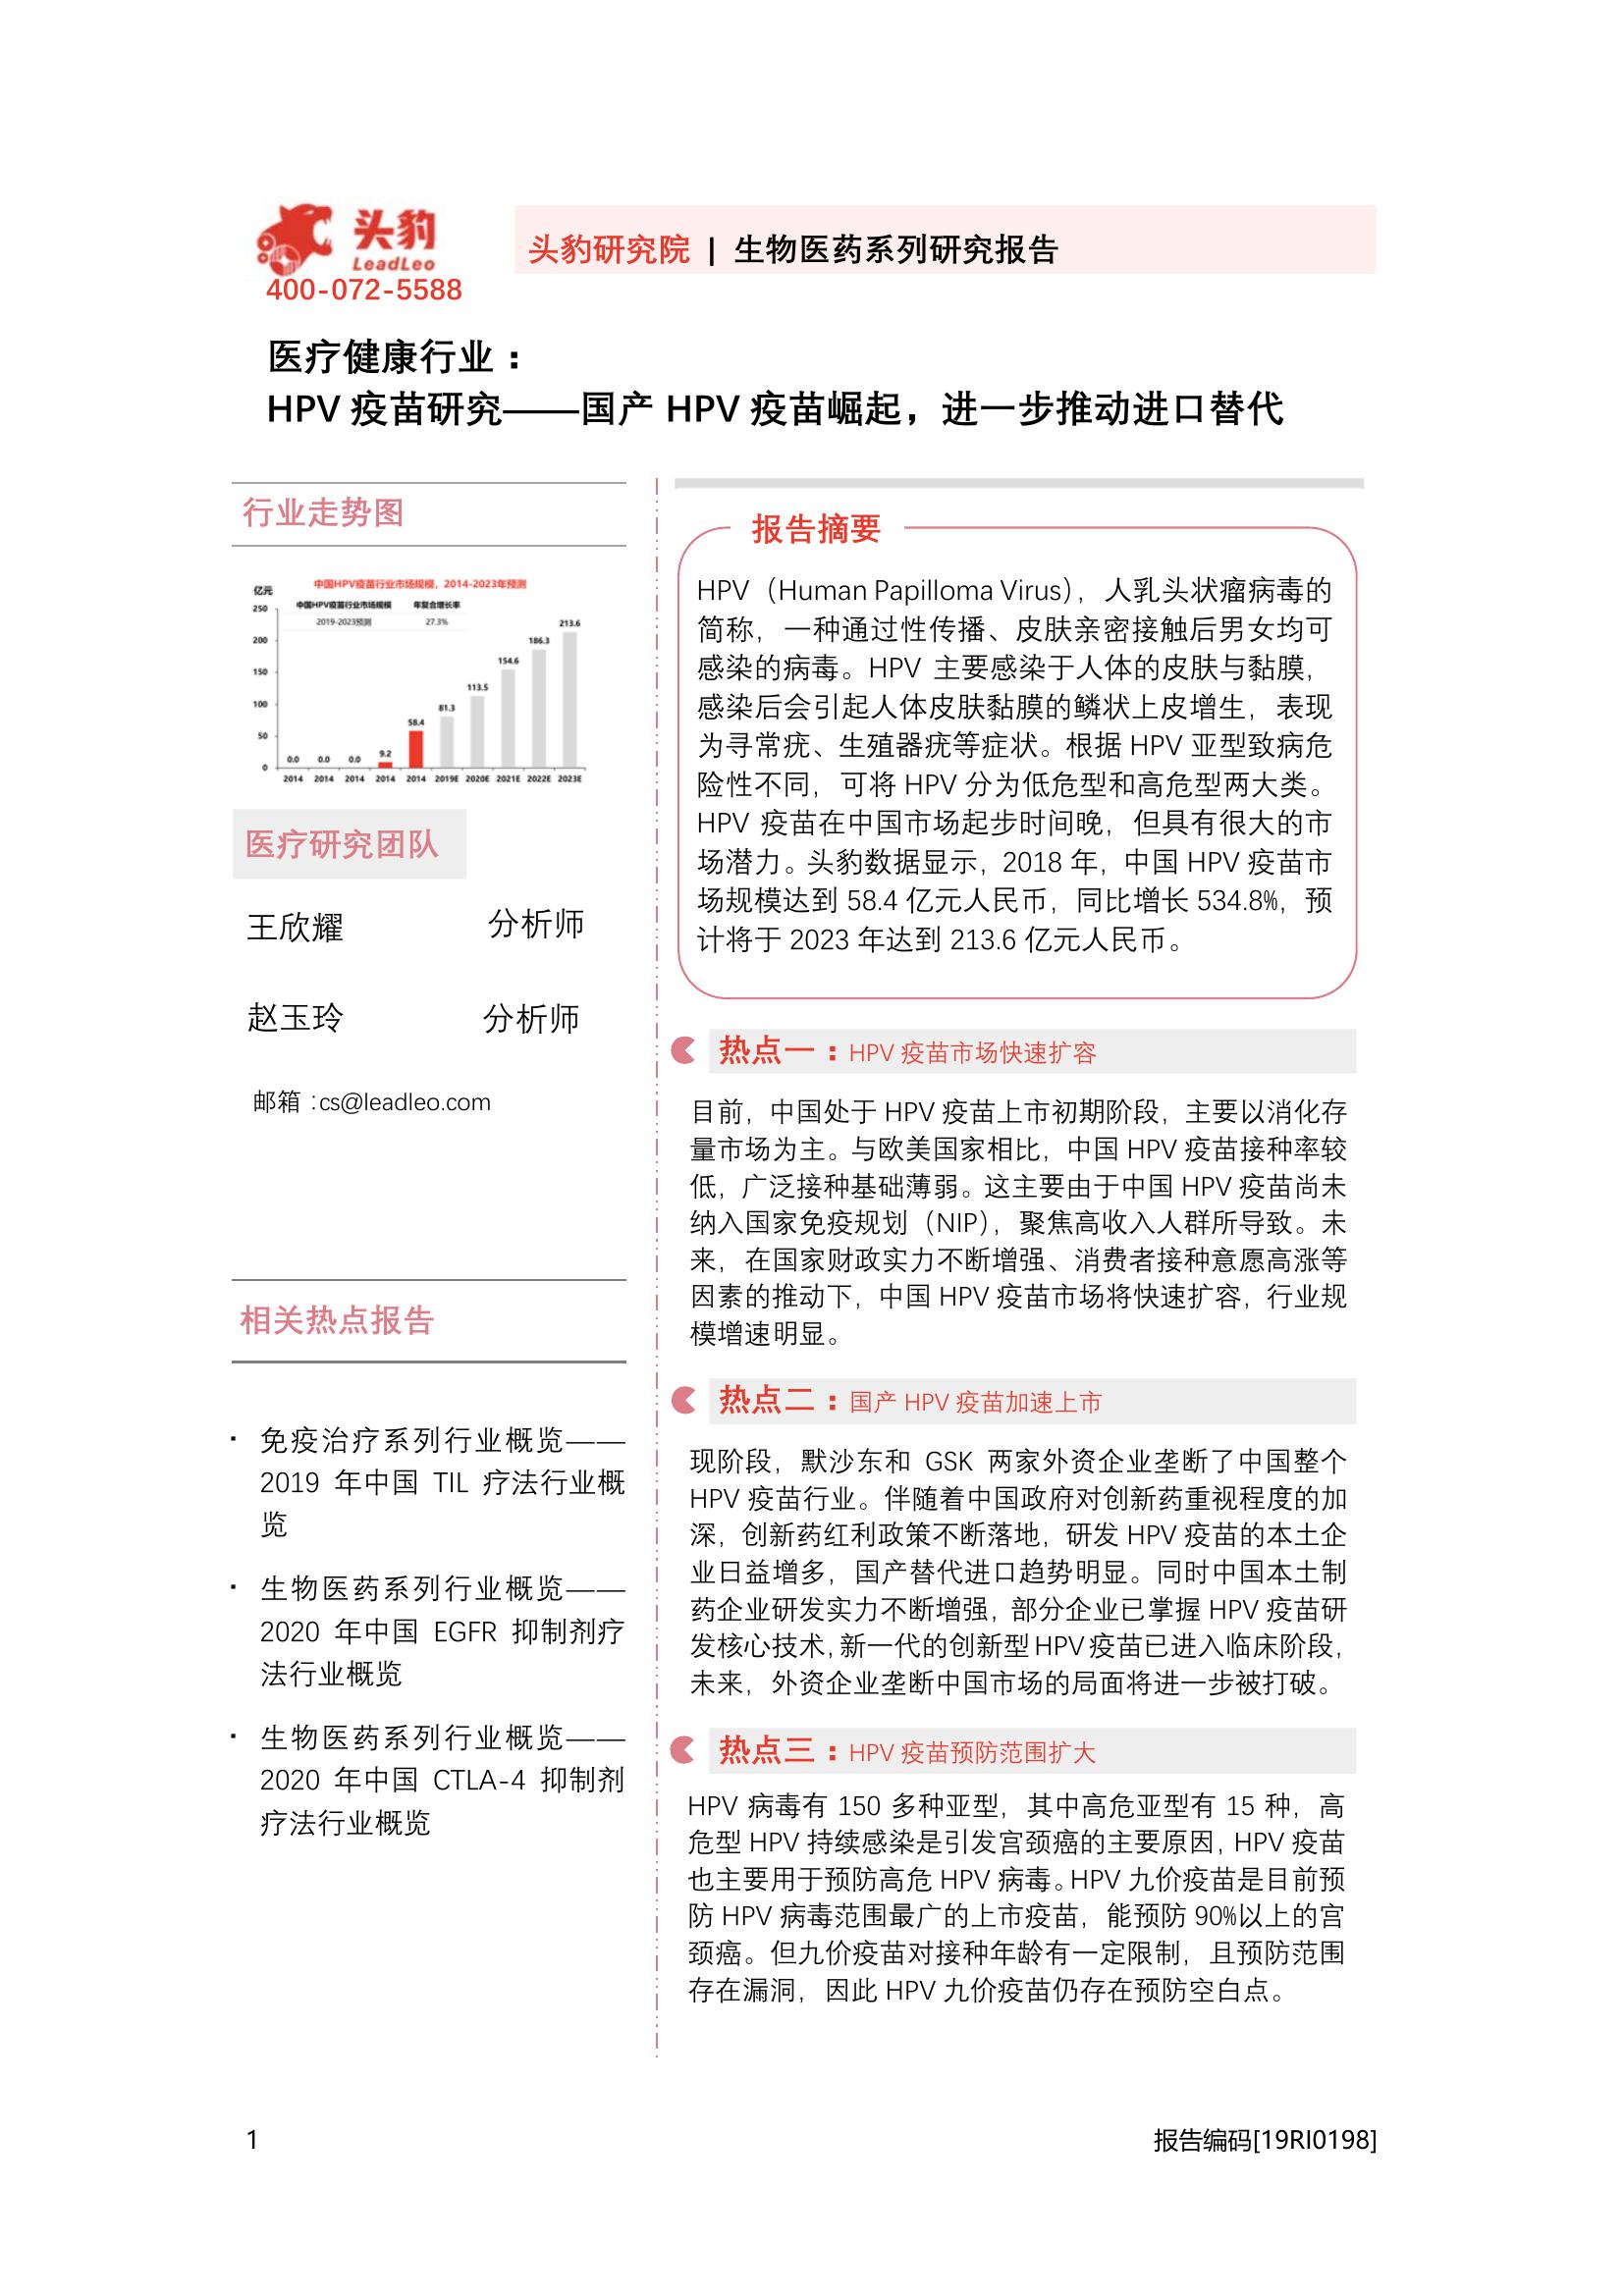 头豹
LeadLeo
400-072-5588
头豹研究院 | 生物医药系列研究报告
医疗健康行业：
HPV 疫苗研究——国产 HPV 疫苗崛起，进一步推动进口替代
行业走势图
中国HPV疫苗行业市场规模，2014-2023年预测
亿元
中国HPV疫苗行业市场规模 年复合增长率
2019-2023预测 27.3%
250
200
150
100
50
0
0.0 0.0 0.0 9.2 58.4 81.3 113.5 154.6 186.3 213.6
2014 2014 2014 2014 2014 2019E 2020E 2021E 2022E 2023E
医疗研究团队
王欣耀 分析师
赵玉玲 分析师
邮箱：cs@leadleo.com
相关热点报告
▪ 免疫治疗系列行业概览——
2019 年中国 TIL 疗法行业概
览
▪ 生物医药系列行业概览——
2020 年中国 EGFR 抑制剂疗
法行业概览
▪ 生物医药系列行业概览——
2020 年中国 CTLA-4 抑制剂
疗法行业概览
报告摘要
HPV（Human Papilloma Virus），人乳头状瘤病毒的
简称，一种通过性传播、皮肤亲密接触后男女均可
感染的病毒。HPV 主要感染于人体的皮肤与黏膜，
感染后会引起人体皮肤黏膜的鳞状上皮增生，表现
为寻常疣、生殖器疣等症状。根据 HPV 亚型致病危
险性不同，可将 HPV 分为低危型和高危型两大类。
HPV 疫苗在中国市场起步时间晚，但具有很大的市
场潜力。头豹数据显示，2018 年，中国 HPV 疫苗市
场规模达到 58.4 亿元人民币，同比增长 534.8%，预
计将于 2023 年达到 213.6 亿元人民币。
热点一：HPV 疫苗市场快速扩容
目前，中国处于 HPV 疫苗上市初期阶段，主要以消化存
量市场为主。与欧美国家相比，中国 HPV 疫苗接种率较
低，广泛接种基础薄弱。这主要由于中国 HPV 疫苗尚未
纳入国家免疫规划（NIP），聚焦高收入人群所导致。未
来，在国家财政实力不断增强、消费者接种意愿高涨等
因素的推动下，中国 HPV 疫苗市场将快速扩容，行业规
模增速明显。
热点二：国产 HPV 疫苗加速上市
现阶段，默沙东和 GSK 两家外资企业垄断了中国整个
HPV 疫苗行业。伴随着中国政府对创新药重视程度的加
深，创新药红利政策不断落地，研发 HPV 疫苗的本土企
业日益增多，国产替代进口趋势明显。同时中国本土制
药企业研发实力不断增强，部分企业已掌握 HPV 疫苗研
发核心技术，新一代的创新型 HPV 疫苗已进入临床阶段，
未来，外资企业垄断中国市场的局面将进一步被打破。
热点三：HPV 疫苗预防范围扩大
HPV 病毒有 150 多种亚型，其中高危亚型有 15 种，高
危型 HPV 持续感染是引发宫颈癌的主要原因，HPV 疫苗
也主要用于预防高危 HPV 病毒。HPV 九价疫苗是目前预
防 HPV 病毒范围最广的上市疫苗，能预防 90%以上的宫
颈癌。但九价疫苗对接种年龄有一定限制，且预防范围
存在漏洞，因此 HPV 九价疫苗仍存在预防空白点。
1
报告编码[19RI0198]